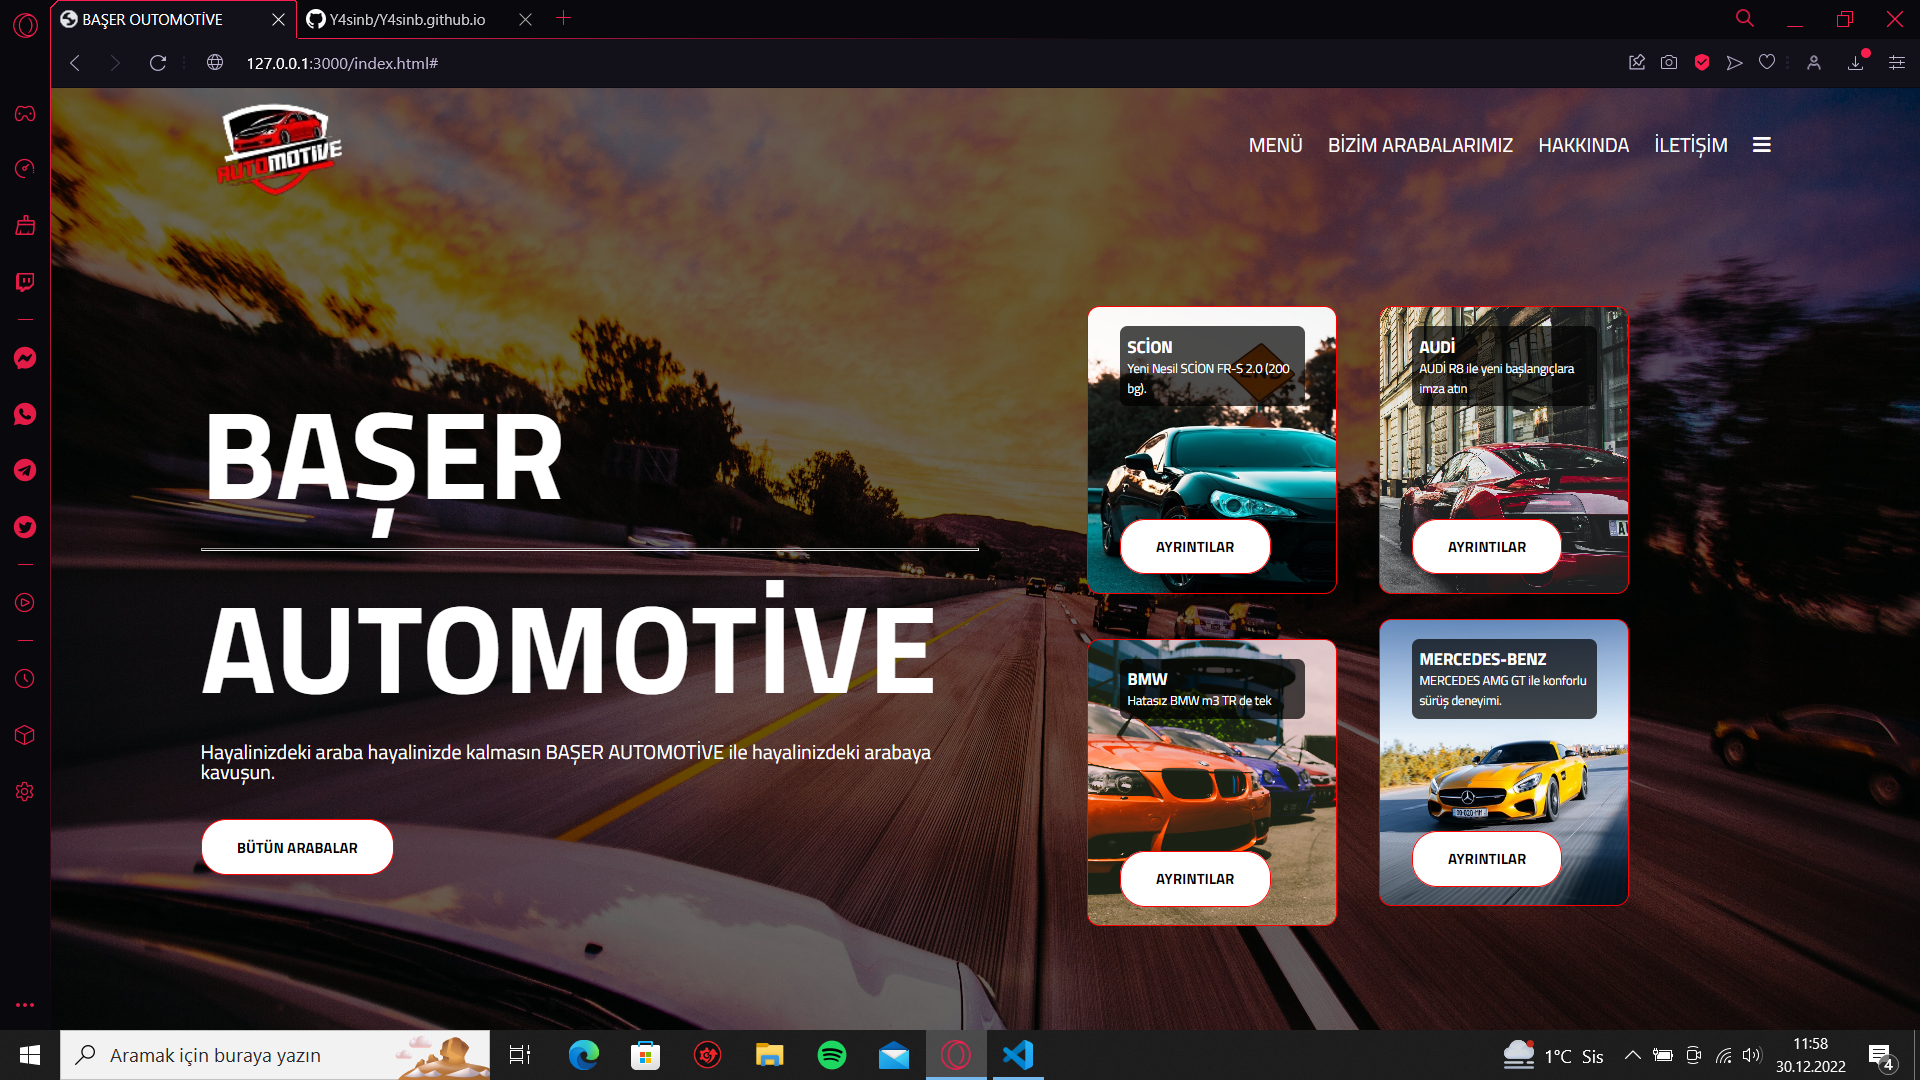 BAŞER OUTOMOTİVE
Y4sinb/Y4sinb.github.io
127.0.0.1:3000/index.html#
AUTOMOTIVE
MENÜ
BİZİM ARABALARIMIZ
HAKKINDA
İLETİŞİM
BAŞER
AUTOMOTİVE
Hayalinizdeki araba hayalinizde kalmasın BAŞER AUTOMOTİVE ile hayalinizdeki arabaya
kavuşun.
BÜTÜN ARABALAR
SCİON
Yeni Nesil SCİON FR-S 2.0 (200
bg).
AYRINTILAR
AUDİ
AUDİ R8 ile yeni başlangıçlara
imza atın
AYRINTILAR
BMW
Hatasız BMW m3 TR de tek
AYRINTILAR
MERCEDES-BENZ
MERCEDES AMG GT ile konforlu
sürüş deneyimi.
AYRINTILAR
Aramak için buraya yazın
1°C Sis
11:58
30.12.2022
4